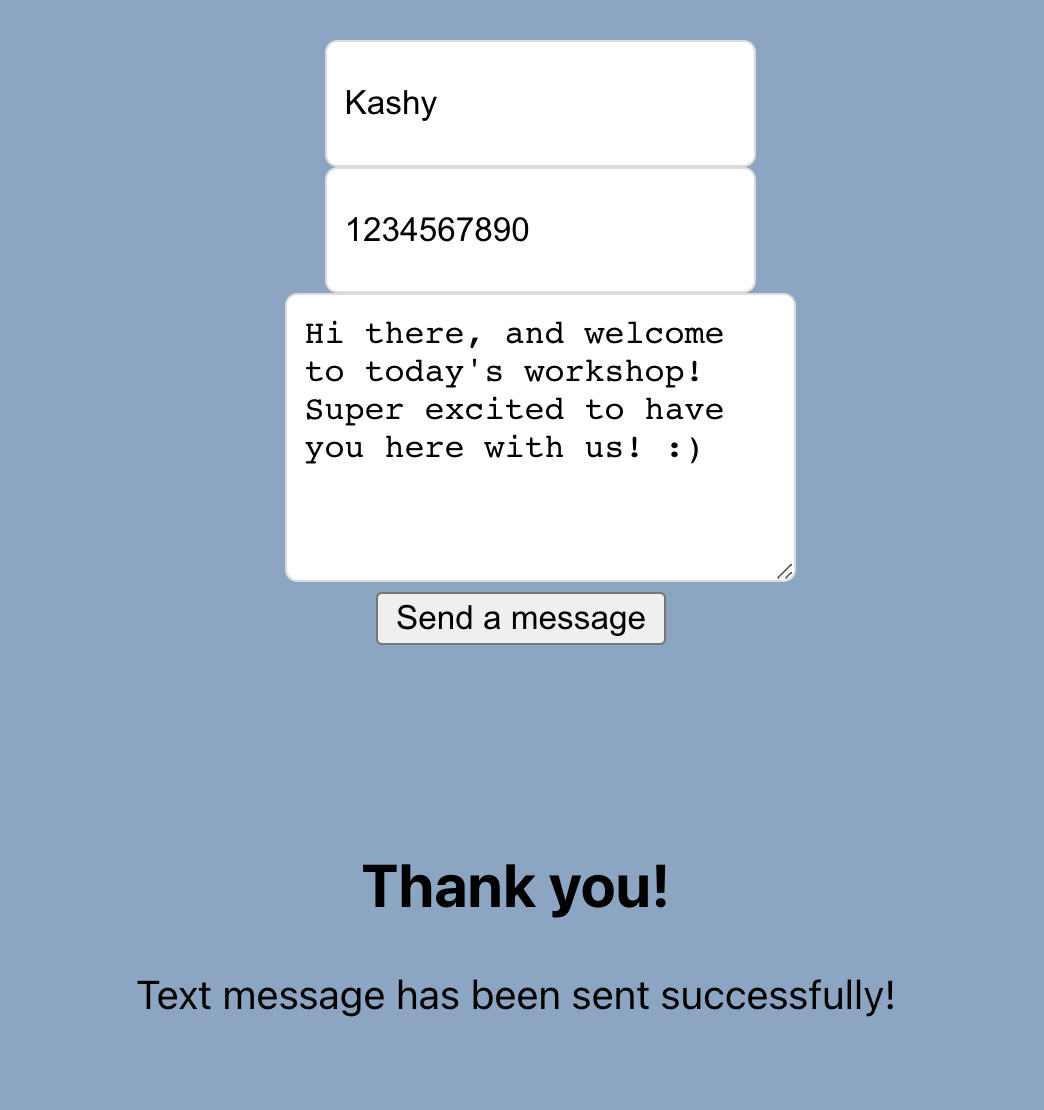 Kashy
1234567890
Hi there, and welcome
to today's workshop!
Super excited to have
you here with us! :)
Send a message
Thank you!
Text message has been sent successfully!